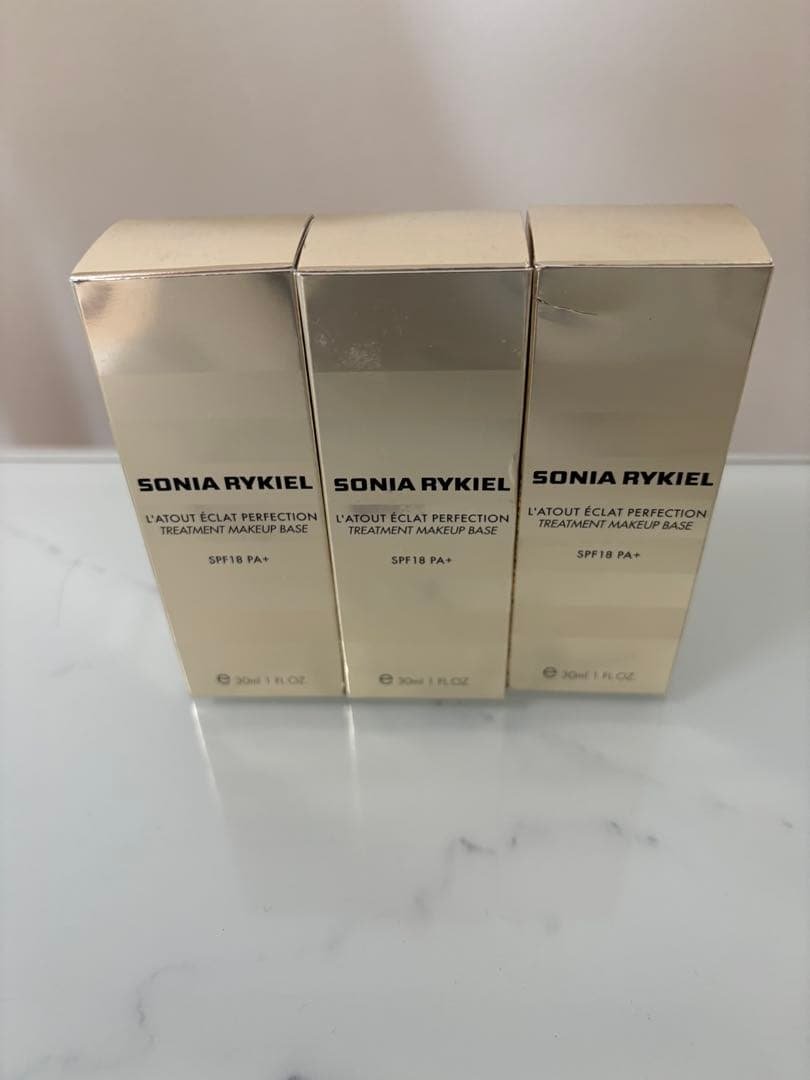 SONIA RYKIEL
L'ATOUT ÉCLAT PERFECTION
TREATMENT MAKEUP BASE
SPF18 PA+
e 30ml 1 FL.OZ.
SONIA RYKIEL
L'ATOUT ÉCLAT PERFECTION
TREATMENT MAKEUP BASE
SPF18 PA+
e 30ml 1 FL.OZ.
SONIA RYKIEL
L'ATOUT ÉCLAT PERFECTION
TREATMENT MAKEUP BASE
SPF18 PA+
e 30ml 1 FL.OZ.